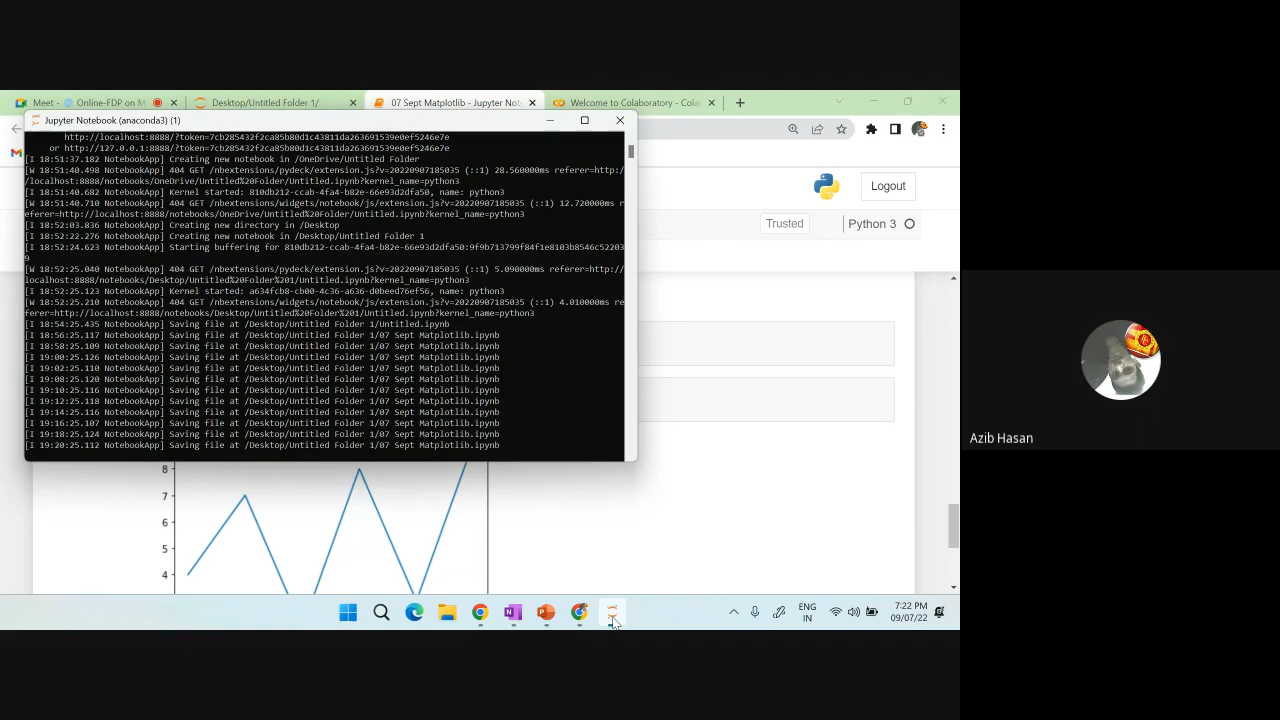 Meet - Online-FDP on M
Desktop/Untitled Folder 1/
07 Sept Matplotlib - Jupyter Not
Welcome to Colaboratory - Colal
Jupyter Notebook (anaconda3) (1)
http://localhost:8888/?token=7cb285432f2ca85b80d1c43811da263691539e0ef5246e7e
or http://127.0.0.1:8888/?token=7cb285432f2ca85b80d1c43811da263691539e0ef5246e7e
[I 18:51:37.182 NotebookApp] Creating new notebook in /OneDrive/Untitled Folder
[W 18:51:40.498 NotebookApp] 404 GET /nbextensions/pydeck/extension.js?v=20220907185035 (::1) 28.560000ms referer=http:/
/localhost:8888/notebooks/OneDrive/Untitled%20Folder/Untitled.ipynb?kernel_name=python3
[I 18:51:40.682 NotebookApp] Kernel started: 810db212-ccab-4fa4-b82e-66e93d2dfa50, name: python3
[W 18:51:40.710 NotebookApp] 404 GET /nbextensions/widgets/notebook/js/extension.js?v=20220907185035 (::1) 12.720000ms r
eferer=http://localhost:8888/notebooks/OneDrive/Untitled%20Folder/Untitled.ipynb?kernel_name=python3
[I 18:52:03.836 NotebookApp] Creating new directory in /Desktop
[I 18:52:22.276 NotebookApp] Creating new notebook in /Desktop/Untitled Folder 1
[I 18:52:24.623 NotebookApp] Starting buffering for 810db212-ccab-4fa4-b82e-66e93d2dfa50:9f9b713799f84f1e8103b8546c52203
9
[W 18:52:25.040 NotebookApp] 404 GET /nbextensions/pydeck/extension.js?v=20220907185035 (::1) 5.090000ms referer=http://
localhost:8888/notebooks/Desktop/Untitled%20Folder%201/Untitled.ipynb?kernel_name=python3
[I 18:52:25.123 NotebookApp] Kernel started: a634fcb8-cb00-4c36-a636-d0beed76ef56, name: python3
[W 18:52:25.210 NotebookApp] 404 GET /nbextensions/widgets/notebook/js/extension.js?v=20220907185035 (::1) 4.010000ms re
ferer=http://localhost:8888/notebooks/Desktop/Untitled%20Folder%201/Untitled.ipynb?kernel_name=python3
[I 18:54:25.435 NotebookApp] Saving file at /Desktop/Untitled Folder 1/Untitled.ipynb
[I 18:56:25.117 NotebookApp] Saving file at /Desktop/Untitled Folder 1/07 Sept Matplotlib.ipynb
[I 18:58:25.109 NotebookApp] Saving file at /Desktop/Untitled Folder 1/07 Sept Matplotlib.ipynb
[I 19:00:25.126 NotebookApp] Saving file at /Desktop/Untitled Folder 1/07 Sept Matplotlib.ipynb
[I 19:02:25.110 NotebookApp] Saving file at /Desktop/Untitled Folder 1/07 Sept Matplotlib.ipynb
[I 19:08:25.120 NotebookApp] Saving file at /Desktop/Untitled Folder 1/07 Sept Matplotlib.ipynb
[I 19:10:25.116 NotebookApp] Saving file at /Desktop/Untitled Folder 1/07 Sept Matplotlib.ipynb
[I 19:12:25.118 NotebookApp] Saving file at /Desktop/Untitled Folder 1/07 Sept Matplotlib.ipynb
[I 19:14:25.116 NotebookApp] Saving file at /Desktop/Untitled Folder 1/07 Sept Matplotlib.ipynb
[I 19:16:25.107 NotebookApp] Saving file at /Desktop/Untitled Folder 1/07 Sept Matplotlib.ipynb
[I 19:18:25.124 NotebookApp] Saving file at /Desktop/Untitled Folder 1/07 Sept Matplotlib.ipynb
[I 19:20:25.112 NotebookApp] Saving file at /Desktop/Untitled Folder 1/07 Sept Matplotlib.ipynb
Logout
Trusted
Python 3
8
7
6
5
4
Azib Hasan
ENG
IN
7:22 PM
09/07/22